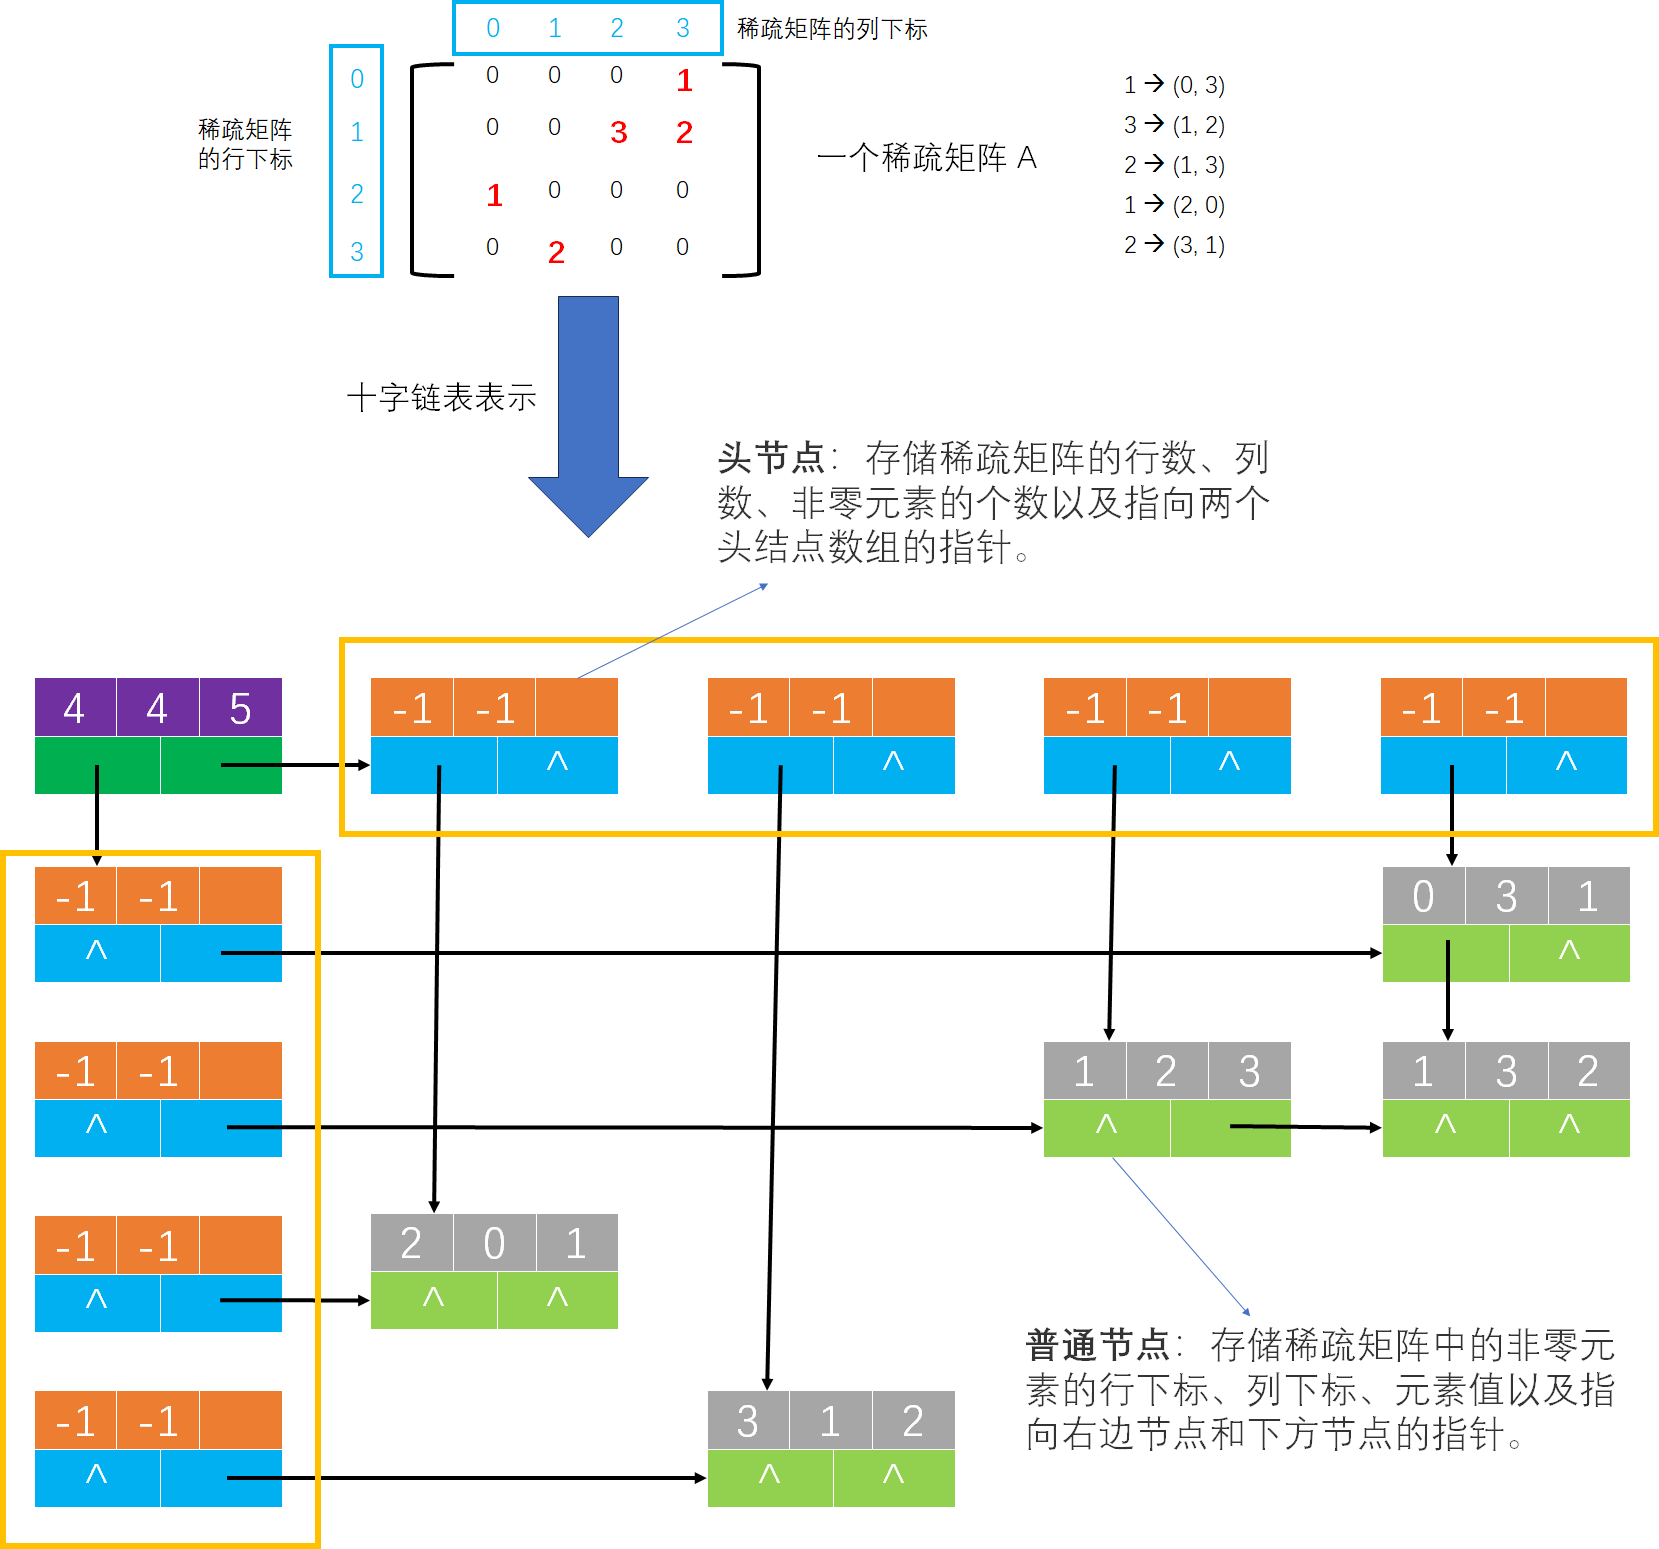 0 1 2 3 稀疏矩阵的列下标
0 0 0 0 1
1 0 0 3 2
2 1 0 0 0
3 0 2 0 0
稀疏矩阵
的行下标
一个稀疏矩阵 A
1 → (0, 3)
3 → (1, 2)
2 → (1, 3)
1 → (2, 0)
2 → (3, 1)
十字链表表示
头节点：存储稀疏矩阵的行数、列
数、非零元素的个数以及指向两个
头结点数组的指针。
4 4 5 -1 -1 -1 -1 -1 -1 -1 -1
^ ^ ^ ^
-1 -1 0 3 1
^ ^
-1 -1 1 2 3 1 3 2
^ ^ ^ ^
-1 -1 2 0 1
^ ^ ^
普通节点：存储稀疏矩阵中的非零元
素的行下标、列下标、元素值以及指
向右边节点和下方节点的指针。
-1 -1 3 1 2
^ ^ ^